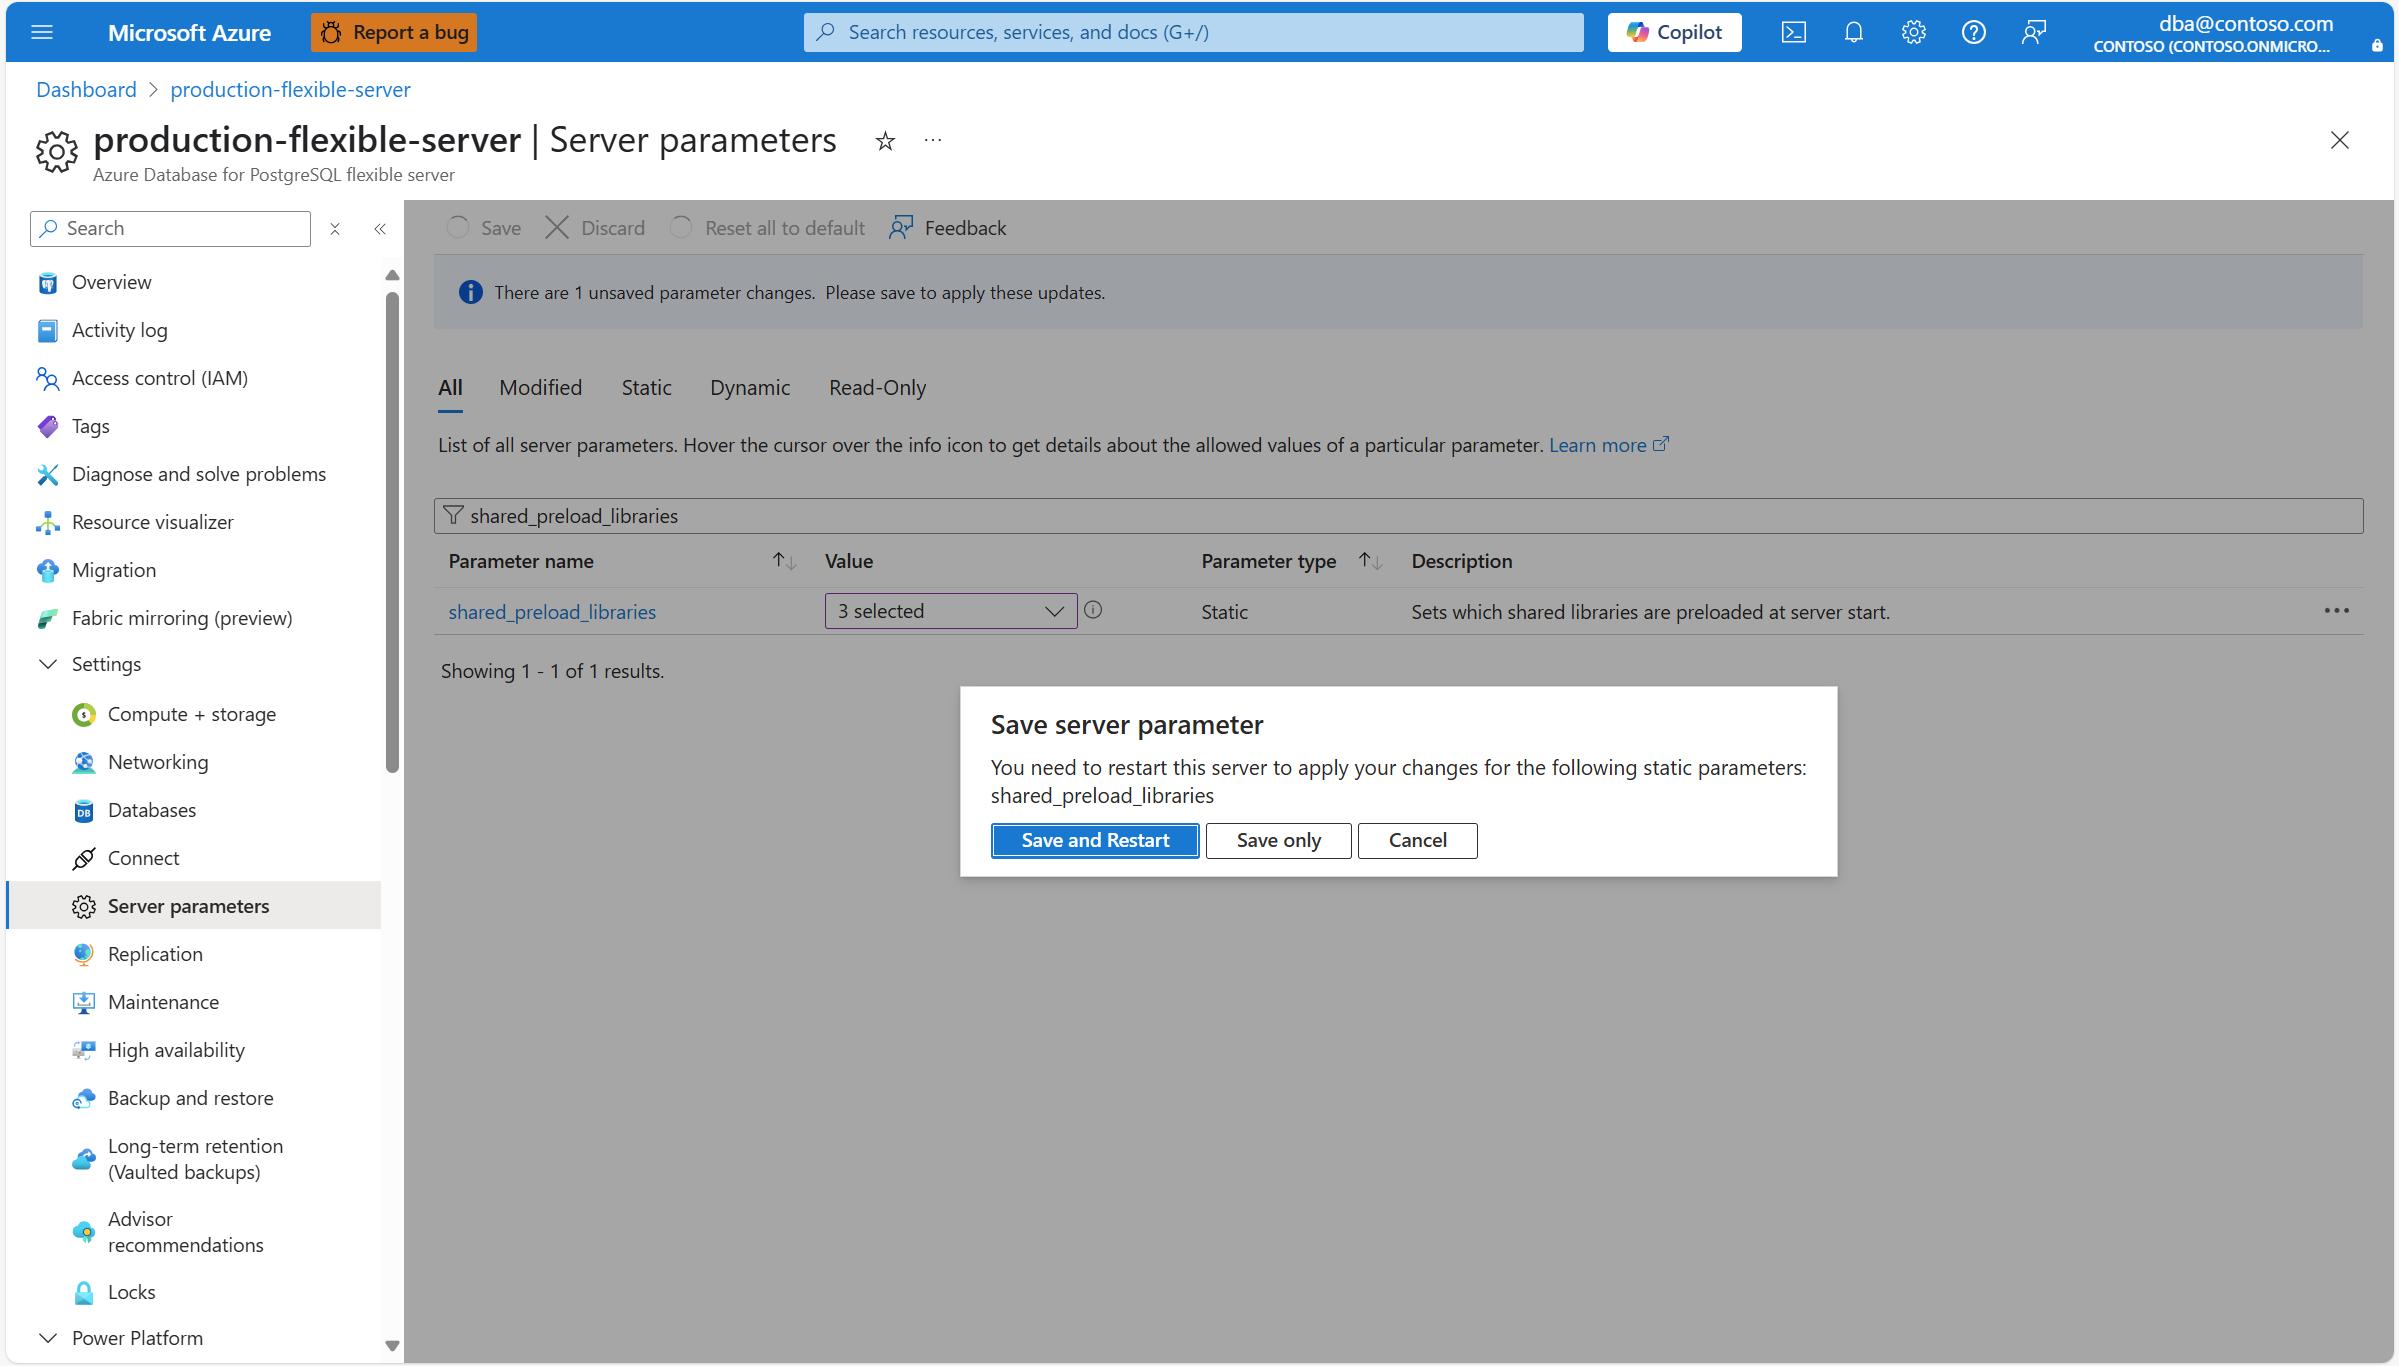 Microsoft Azure
Report a bug
Search resources, services, and docs (G+/)
Copilot
dba@contoso.com
CONTOSO (CONTOSO.ONMICRO...
Dashboard > production-flexible-server
production-flexible-server | Server parameters
Azure Database for PostgreSQL flexible server
Search
Overview
Activity log
Access control (IAM)
Tags
Diagnose and solve problems
Resource visualizer
Migration
Fabric mirroring (preview)
Settings
Compute + storage
Networking
Databases
Connect
Server parameters
Replication
Maintenance
High availability
Backup and restore
Long-term retention
(Vaulted backups)
Advisor
recommendations
Locks
Power Platform
Save Discard Reset all to default Feedback
There are 1 unsaved parameter changes. Please save to apply these updates.
All Modified Static Dynamic Read-Only
List of all server parameters. Hover the cursor over the info icon to get details about the allowed values of a particular parameter. Learn more
shared_preload_libraries
Parameter name Value Parameter type Description
shared_preload_libraries 3 selected Static Sets which shared libraries are preloaded at server start.
Showing 1 - 1 of 1 results.
Save server parameter
You need to restart this server to apply your changes for the following static parameters:
shared_preload_libraries
Save and Restart Save only Cancel